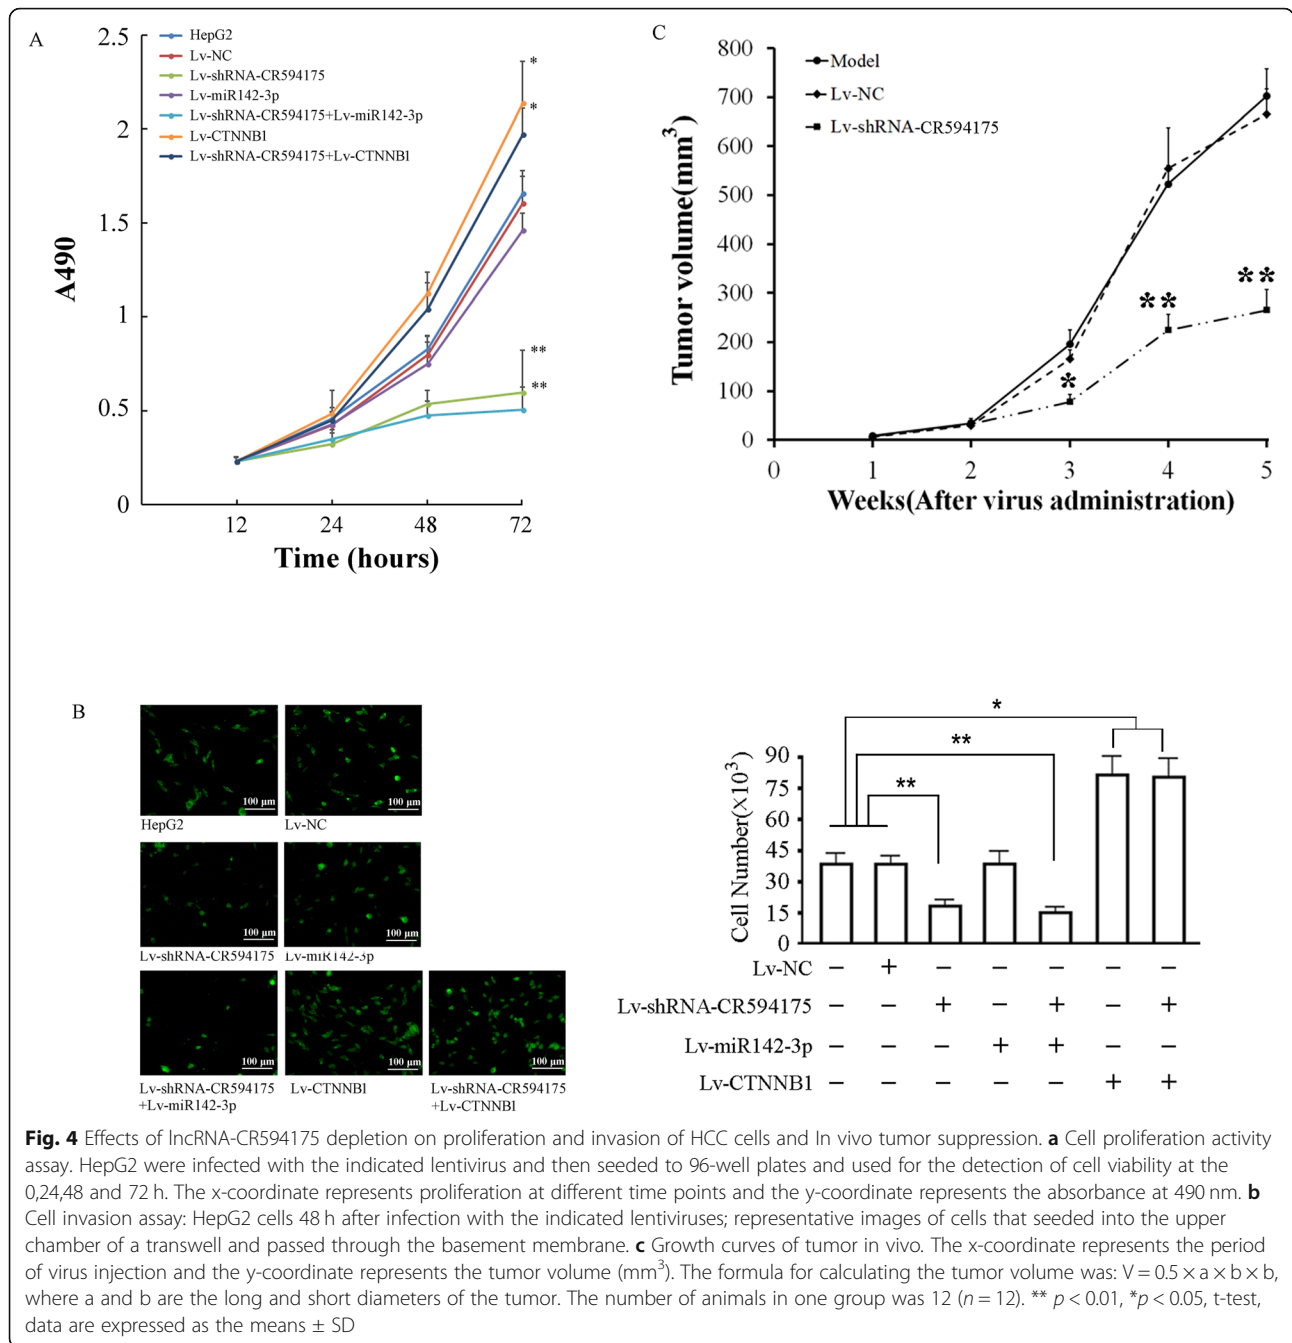 A
2.5
2
1.5
1
0.5
0
A490
HepG2
Lv-NC
Lv-shRNA-CR594175
Lv-miR142-3p
Lv-shRNA-CR594175+Lv-miR142-3p
Lv-CTNNB1
Lv-shRNA-CR594175+Lv-CTNNB1
*
*
**
**
12 24 48 72
Time (hours)
C
800
700
600
500
400
300
200
100
0
Tumor volume(mm³)
Model
Lv-NC
Lv-shRNA-CR594175
*
**
**
0 1 2 3 4 5
Weeks(After virus administration)
B
100 μm
100 μm
HepG2
Lv-NC
100 μm
100 μm
Lv-shRNA-CR594175
Lv-miR142-3p
100 μm
100 μm
100 μm
Lv-shRNA-CR594175
+Lv-miR142-3p
Lv-CTNNB1
Lv-shRNA-CR594175
+Lv-CTNNB1
*
**
**
90
75
60
45
30
15
0
Cell Number(×10³)
Lv-NC − + − − − − −
Lv-shRNA-CR594175 − − + − + − +
Lv-miR142-3p − − − + + − −
Lv-CTNNB1 − − − − − + +
Fig. 4 Effects of lncRNA-CR594175 depletion on proliferation and invasion of HCC cells and In vivo tumor suppression. a Cell proliferation activity
assay. HepG2 were infected with the indicated lentivirus and then seeded to 96-well plates and used for the detection of cell viability at the
0,24,48 and 72 h. The x-coordinate represents proliferation at different time points and the y-coordinate represents the absorbance at 490 nm. b
Cell invasion assay: HepG2 cells 48 h after infection with the indicated lentiviruses; representative images of cells that seeded into the upper
chamber of a transwell and passed through the basement membrane. c Growth curves of tumor in vivo. The x-coordinate represents the period
of virus injection and the y-coordinate represents the tumor volume (mm³). The formula for calculating the tumor volume was: V = 0.5 × a × b × b,
where a and b are the long and short diameters of the tumor. The number of animals in one group was 12 (n = 12). ** p < 0.01, *p < 0.05, t-test,
data are expressed as the means ± SD